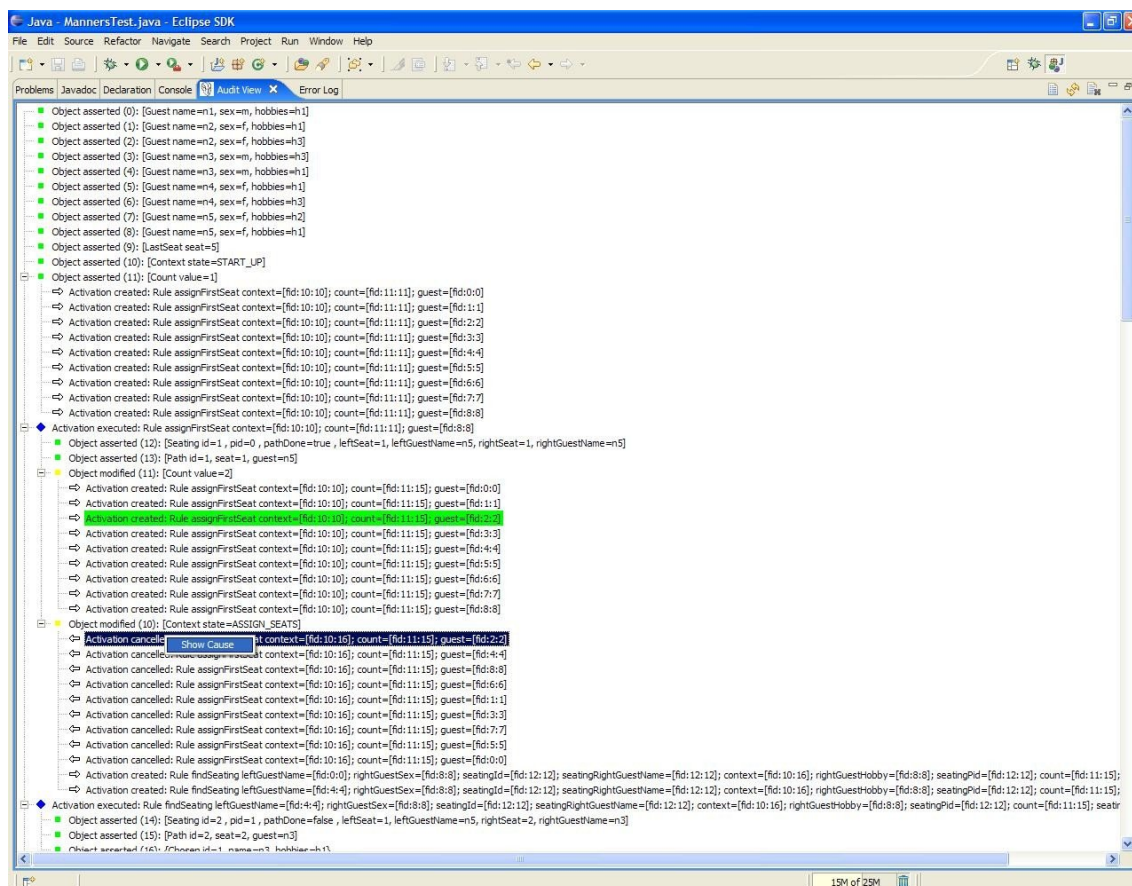 Java - MannersTest.java - Eclipse SDK
File Edit Source Refactor Navigate Search Project Run Window Help
Problems Javadoc Declaration Console Audit View Error Log
Object asserted (0): [Guest name=n1, sex=m, hobbies=h1]
Object asserted (1): [Guest name=n2, sex=f, hobbies=h1]
Object asserted (2): [Guest name=n2, sex=f, hobbies=h3]
Object asserted (3): [Guest name=n3, sex=m, hobbies=h3]
Object asserted (4): [Guest name=n3, sex=m, hobbies=h1]
Object asserted (5): [Guest name=n4, sex=f, hobbies=h1]
Object asserted (6): [Guest name=n4, sex=f, hobbies=h3]
Object asserted (7): [Guest name=n5, sex=f, hobbies=h2]
Object asserted (8): [Guest name=n5, sex=f, hobbies=h1]
Object asserted (9): [LastSeat seat=5]
Object asserted (10): [Context state=START_UP]
Object asserted (11): [Count value=1]
Activation created: Rule assignFirstSeat context=[fid:10:10]; count=[fid:11:11]; guest=[fid:0:0]
Activation created: Rule assignFirstSeat context=[fid:10:10]; count=[fid:11:11]; guest=[fid:1:1]
Activation created: Rule assignFirstSeat context=[fid:10:10]; count=[fid:11:11]; guest=[fid:2:2]
Activation created: Rule assignFirstSeat context=[fid:10:10]; count=[fid:11:11]; guest=[fid:3:3]
Activation created: Rule assignFirstSeat context=[fid:10:10]; count=[fid:11:11]; guest=[fid:4:4]
Activation created: Rule assignFirstSeat context=[fid:10:10]; count=[fid:11:11]; guest=[fid:5:5]
Activation created: Rule assignFirstSeat context=[fid:10:10]; count=[fid:11:11]; guest=[fid:6:6]
Activation created: Rule assignFirstSeat context=[fid:10:10]; count=[fid:11:11]; guest=[fid:7:7]
Activation created: Rule assignFirstSeat context=[fid:10:10]; count=[fid:11:11]; guest=[fid:8:8]
Activation executed: Rule assignFirstSeat context=[fid:10:10]; count=[fid:11:11]; guest=[fid:8:8]
Object asserted (12): [Seating id=1 , pid=0 , pathDone=true , leftSeat=1, leftGuestName=n5, rightSeat=1, rightGuestName=n5]
Object asserted (13): [Path id=1, seat=1, guest=n5]
Object modified (11): [Count value=2]
Activation created: Rule assignFirstSeat context=[fid:10:10]; count=[fid:11:15]; guest=[fid:0:0]
Activation created: Rule assignFirstSeat context=[fid:10:10]; count=[fid:11:15]; guest=[fid:1:1]
Activation created: Rule assignFirstSeat context=[fid:10:10]; count=[fid:11:15]; guest=[fid:2:2]
Activation created: Rule assignFirstSeat context=[fid:10:10]; count=[fid:11:15]; guest=[fid:3:3]
Activation created: Rule assignFirstSeat context=[fid:10:10]; count=[fid:11:15]; guest=[fid:4:4]
Activation created: Rule assignFirstSeat context=[fid:10:10]; count=[fid:11:15]; guest=[fid:5:5]
Activation created: Rule assignFirstSeat context=[fid:10:10]; count=[fid:11:15]; guest=[fid:6:6]
Activation created: Rule assignFirstSeat context=[fid:10:10]; count=[fid:11:15]; guest=[fid:7:7]
Activation created: Rule assignFirstSeat context=[fid:10:10]; count=[fid:11:15]; guest=[fid:8:8]
Object modified (10): [Context state=ASSIGN_SEATS]
Activation cancelle at context=[fid:10:16]; count=[fid:11:15]; guest=[fid:2:2]
Show Cause
Activation cancelled: Rule assignFirstSeat context=[fid:10:16]; count=[fid:11:15]; guest=[fid:4:4]
Activation cancelled: Rule assignFirstSeat context=[fid:10:16]; count=[fid:11:15]; guest=[fid:8:8]
Activation cancelled: Rule assignFirstSeat context=[fid:10:16]; count=[fid:11:15]; guest=[fid:6:6]
Activation cancelled: Rule assignFirstSeat context=[fid:10:16]; count=[fid:11:15]; guest=[fid:1:1]
Activation cancelled: Rule assignFirstSeat context=[fid:10:16]; count=[fid:11:15]; guest=[fid:3:3]
Activation cancelled: Rule assignFirstSeat context=[fid:10:16]; count=[fid:11:15]; guest=[fid:7:7]
Activation cancelled: Rule assignFirstSeat context=[fid:10:16]; count=[fid:11:15]; guest=[fid:5:5]
Activation cancelled: Rule assignFirstSeat context=[fid:10:16]; count=[fid:11:15]; guest=[fid:0:0]
Activation created: Rule findSeating leftGuestName=[fid:0:0]; rightGuestSex=[fid:8:8]; seatingId=[fid:12:12]; seatingRightGuestName=[fid:12:12]; context=[fid:10:16]; rightGuestHobby=[fid:8:8]; seatingPid=[fid:12:12]; count=[fid:11:15];
Activation created: Rule findSeating leftGuestName=[fid:4:4]; rightGuestSex=[fid:8:8]; seatingId=[fid:12:12]; seatingRightGuestName=[fid:12:12]; context=[fid:10:16]; rightGuestHobby=[fid:8:8]; seatingPid=[fid:12:12]; count=[fid:11:15];
Activation executed: Rule findSeating leftGuestName=[fid:4:4]; rightGuestSex=[fid:8:8]; seatingId=[fid:12:12]; seatingRightGuestName=[fid:12:12]; context=[fid:10:16]; rightGuestHobby=[fid:8:8]; seatingPid=[fid:12:12]; count=[fid:11:15]; seatin
Object asserted (14): [Seating id=2 , pid=1 , pathDone=false , leftSeat=1, leftGuestName=n5, rightSeat=2, rightGuestName=n3]
Object asserted (15): [Path id=2, seat=2, guest=n3]
Object asserted (16): {Chosen id=1, name=n3, hobbies=h1}
15M of 25M